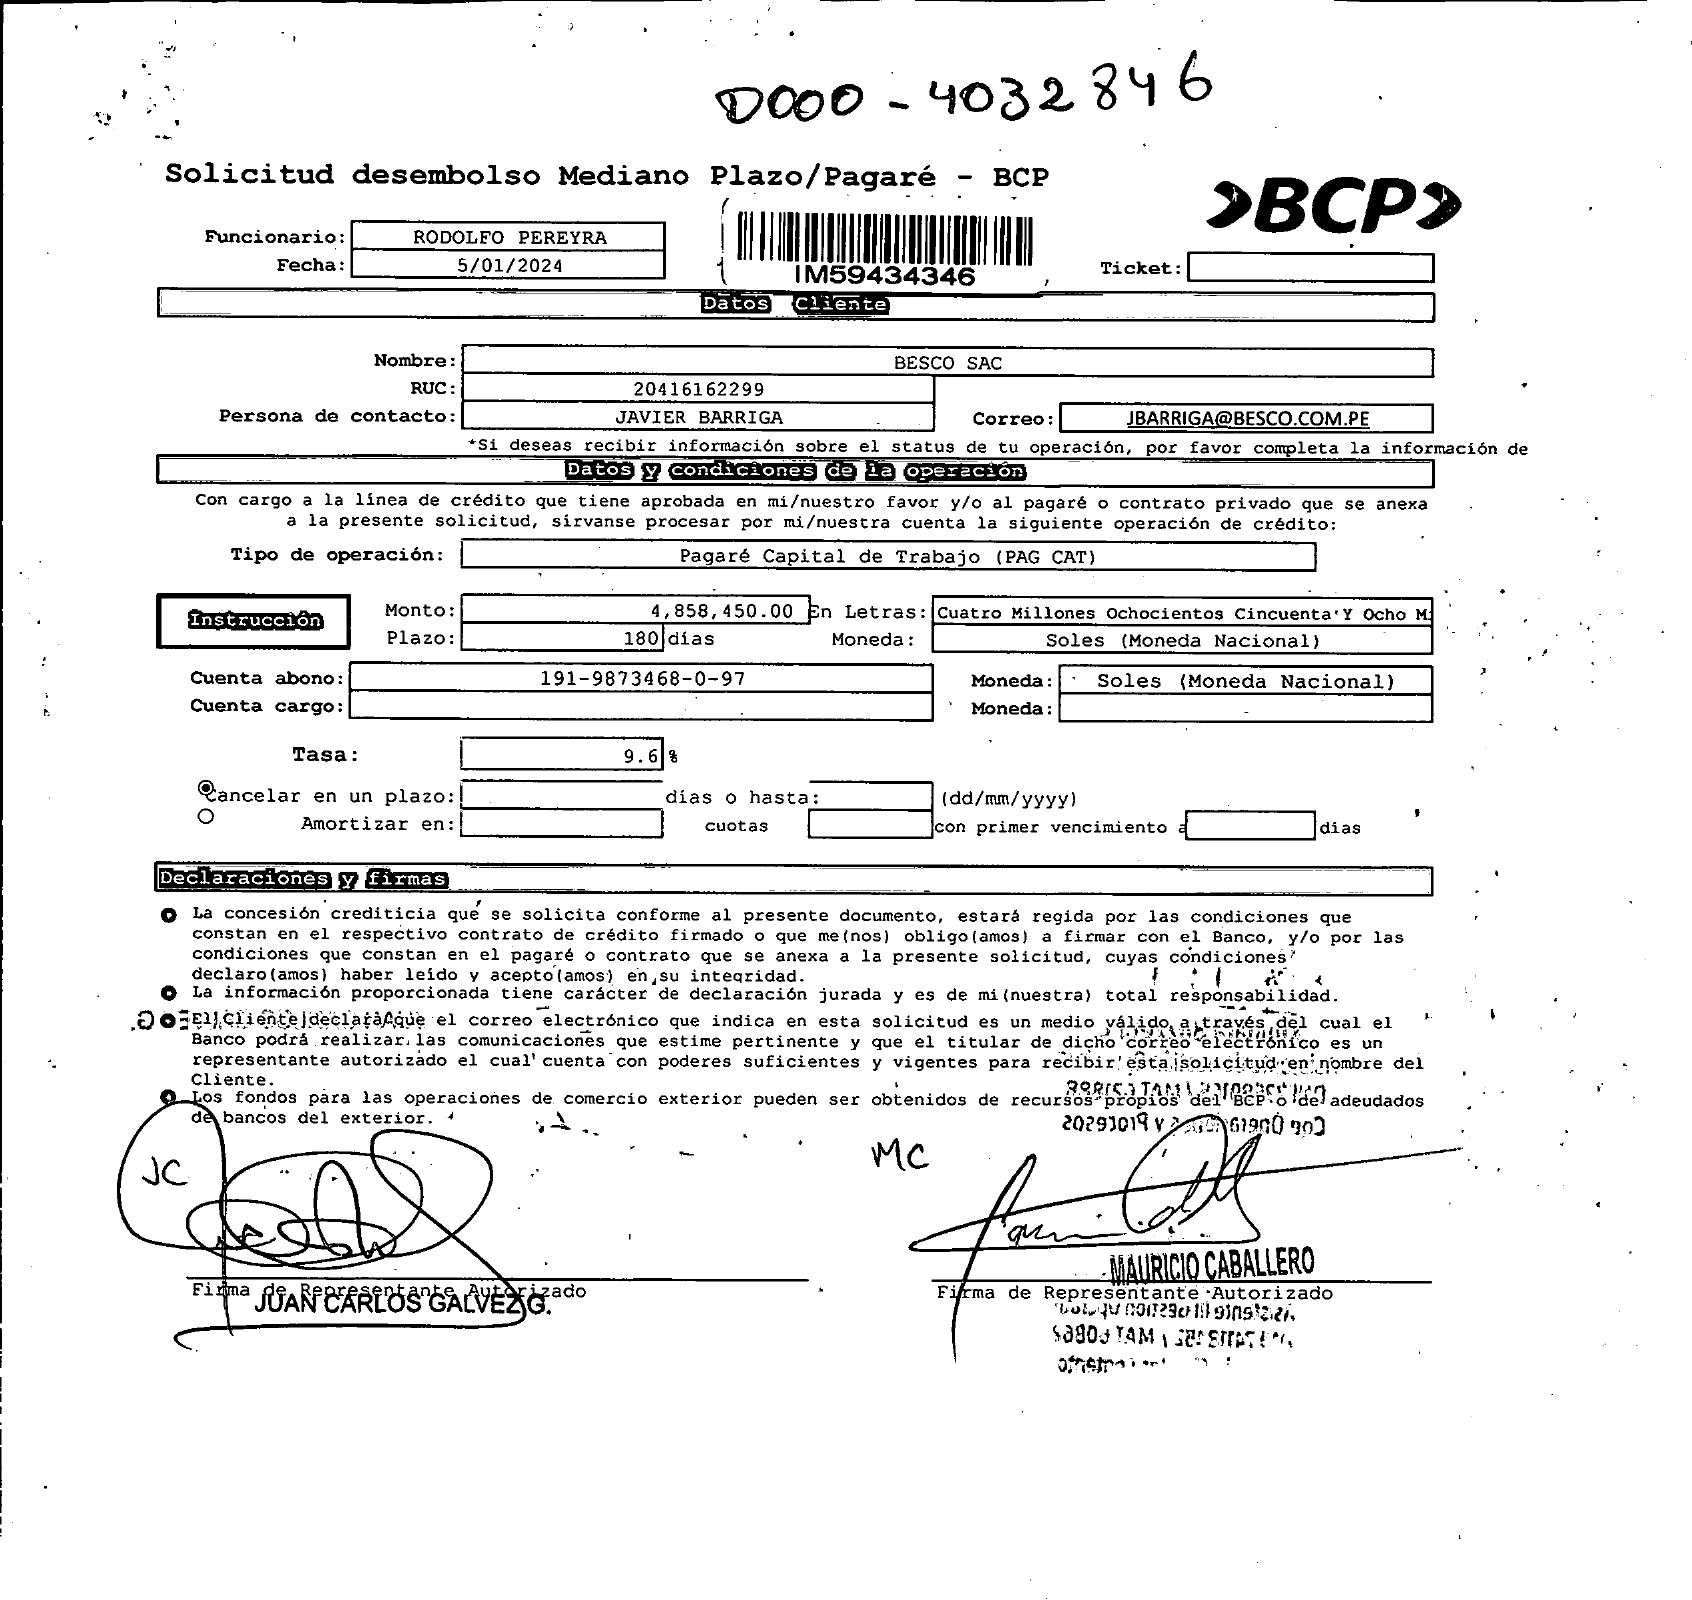 D000-4032846
Solicitud desembolso Mediano Plazo/Pagaré - BCP
BCP
Funcionario: RODOLFO PEREYRA
Fecha: 5/01/2024
IM59434346
Ticket:
Datos Cliente
Nombre: BESCO SAC
RUC: 20416162299
Persona de contacto: JAVIER BARRIGA Correo: JBARRIGA@BESCO.COM.PE
*Si deseas recibir información sobre el status de tu operación, por favor completa la información de
Datos y condiciones de la operación
Con cargo a la línea de crédito que tiene aprobada en mi/nuestro favor y/o al pagaré o contrato privado que se anexa
a la presente solicitud, sírvanse procesar por mi/nuestra cuenta la siguiente operación de crédito:
Tipo de operación: Pagaré Capital de Trabajo (PAG CAT)
Instrucción
Monto: 4,858,450.00 En Letras: Cuatro Millones Ochocientos Cincuenta Y Ocho M
Plazo: 180 días Moneda: Soles (Moneda Nacional)
Cuenta abono: 191-9873468-0-97 Moneda: Soles (Moneda Nacional)
Cuenta cargo: Moneda: -
Tasa: 9.6 %
Cancelar en un plazo: días o hasta: (dd/mm/yyyy)
Amortizar en: cuotas con primer vencimiento a días
Declaraciones y firmas
La concesión crediticia que se solicita conforme al presente documento, estará regida por las condiciones que
constan en el respectivo contrato de crédito firmado o que me(nos) obligo(amos) a firmar con el Banco, y/o por las
condiciones que constan en el pagaré o contrato que se anexa a la presente solicitud, cuyas condiciones
declaro(amos) haber leído y acepto(amos) en su integridad.
La información proporcionada tiene carácter de declaración jurada y es de mi(nuestra) total responsabilidad.
El Cliente declara que el correo electrónico que indica en esta solicitud es un medio válido a través del cual el
Banco podrá realizar las comunicaciones que estime pertinente y que el titular de dicho correo electrónico es un
representante autorizado el cual cuenta con poderes suficientes y vigentes para recibir esta solicitud en nombre del
Cliente.
Los fondos para las operaciones de comercio exterior pueden ser obtenidos de recursos propios del BCP o de adeudados
de bancos del exterior.
JC
MC
MAURICIO CABALLERO
Firma de Representante Autorizado Firma de Representante Autorizado
JUAN CARLOS GALVEZ G.